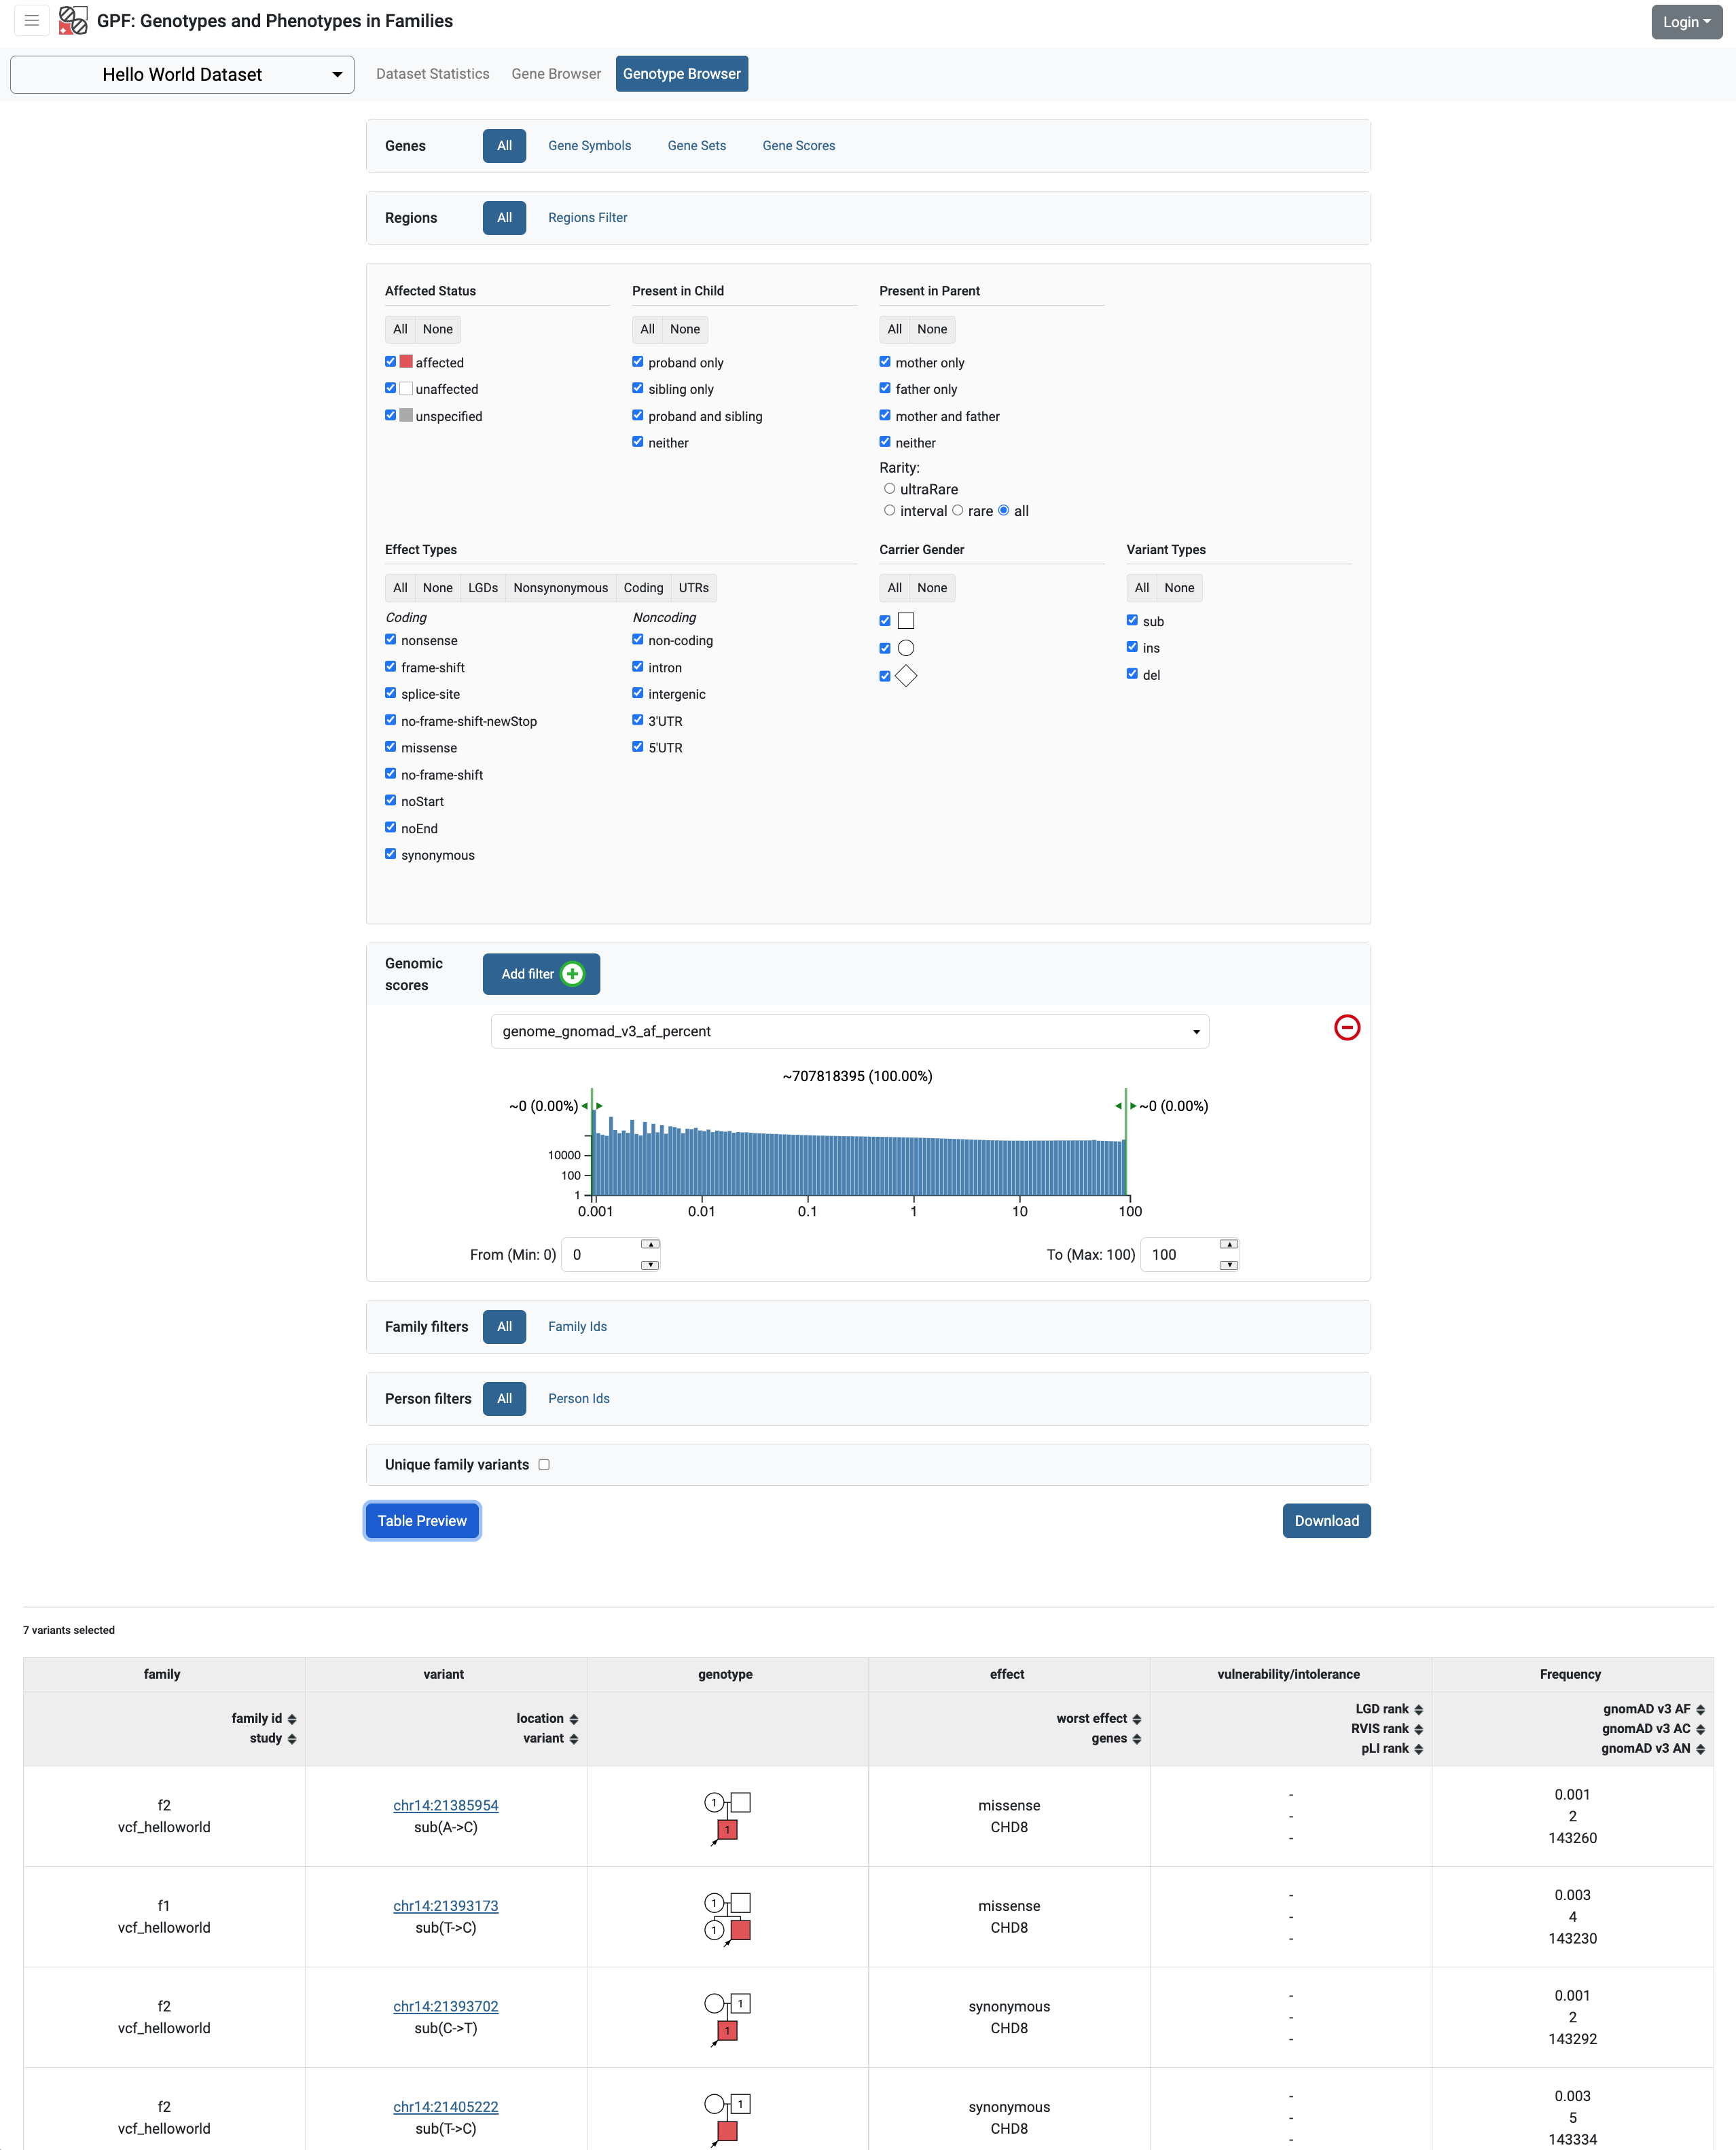 GPF: Genotypes and Phenotypes in Families
Login
Hello World Dataset
Dataset Statistics
Gene Browser
Genotype Browser
Genes
All
Gene Symbols
Gene Sets
Gene Scores
Regions
All
Regions Filter
Affected Status
All
None
affected
unaffected
unspecified
Present in Child
All
None
proband only
sibling only
proband and sibling
neither
Present in Parent
All
None
mother only
father only
mother and father
neither
Rarity:
ultraRare
interval
rare
all
Effect Types
All
None
LGDs
Nonsynonymous
Coding
UTRs
Coding
nonsense
frame-shift
splice-site
no-frame-shift-newStop
missense
no-frame-shift
noStart
noEnd
synonymous
Noncoding
non-coding
intron
intergenic
3'UTR
5'UTR
Carrier Gender
All
None
Variant Types
All
None
sub
ins
del
Genomic
scores
Add filter
genome_gnomad_v3_af_percent
~707818395 (100.00%)
~0 (0.00%)
~0 (0.00%)
10000
100
1
0.001
0.01
0.1
1
10
100
From (Min: 0)
0
To (Max: 100)
100
Family filters
All
Family Ids
Person filters
All
Person Ids
Unique family variants
Table Preview
Download
7 variants selected
family
variant
genotype
effect
vulnerability/intolerance
Frequency
family id
study
location
variant
worst effect
genes
LGD rank
RVIS rank
pLI rank
gnomAD v3 AF
gnomAD v3 AC
gnomAD v3 AN
f2
vcf_helloworld
chr14:21385954
sub(A->C)
1
1
missense
CHD8
-
-
-
0.001
2
143260
f1
vcf_helloworld
chr14:21393173
sub(T->C)
1
1
missense
CHD8
-
-
-
0.003
4
143230
f2
vcf_helloworld
chr14:21393702
sub(C->T)
1
1
synonymous
CHD8
-
-
-
0.001
2
143292
f2
vcf_helloworld
chr14:21405222
sub(T->C)
1
synonymous
CHD8
-
-
-
0.003
5
143334